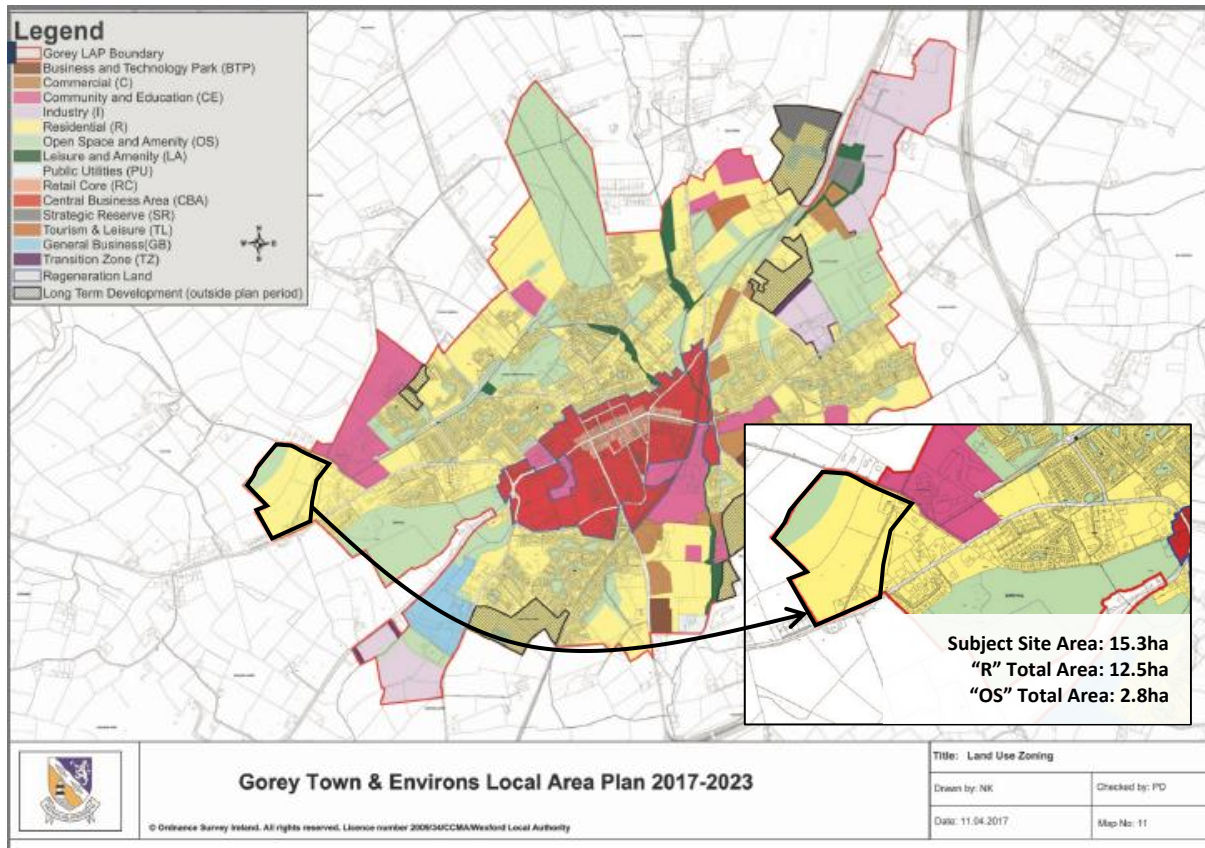 Legend
Gorey LAP Boundary
Business and Technology Park (BTP)
Commercial (C)
Community and Education (CE)
Industry (I)
Residential (R)
Open Space and Amenity (OS)
Leisure and Amenity (LA)
Public Utilities (PU)
Retail Core (RC)
Central Business Area (CBA)
Strategic Reserve (SR)
Tourism & Leisure (TL)
General Business(GB)
Transition Zone (TZ)
Regeneration Land
Long Term Development (outside plan period)
N
W E
S
Subject Site Area: 15.3ha
“R” Total Area: 12.5ha
“OS” Total Area: 2.8ha
Gorey Town & Environs Local Area Plan 2017-2023
© Ordnance Survey Ireland. All rights reserved. Licence number 2009/34/CCMA/Wexford Local Authority
Title: Land Use Zoning
Drawn by: NK
Checked by: PD
Date: 11.04.2017
Map No: 11